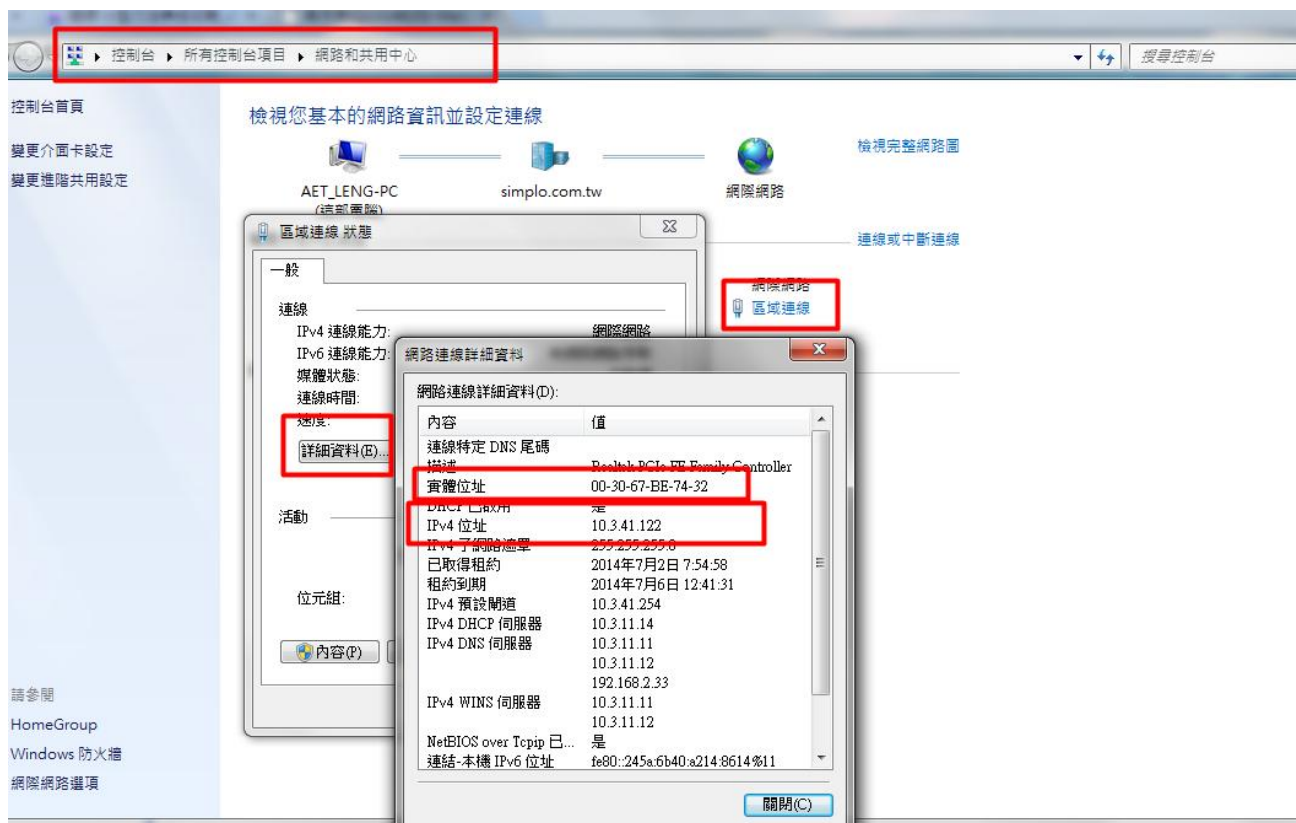 控制台 ▸ 所有控制台項目 ▸ 網路和共用中心
搜尋控制台
控制台首頁
變更介面卡設定
變更進階共用設定
檢視您基本的網路資訊並設定連線
檢視完整網路圖
AET_LENG-PC
(這部電腦)
simplo.com.tw
網際網路
連線或中斷連線
網際網路
區域連線
區域連線 狀態
一般
連線
IPv4 連線能力:
網際網路
IPv6 連線能力:
媒體狀態:
連線時間:
速度:
詳細資料(E)...
活動
位元組:
內容(P)
網路連線詳細資料
網路連線詳細資料(D):
內容 值
連線特定 DNS 尾碼
描述 Realtek PCIe FE Family Controller
實體位址 00-30-67-BE-74-32
DHCP 已啟用 是
IPv4 位址 10.3.41.122
IPv4 子網路遮罩 255.255.255.0
已取得租約 2014年7月2日 7:54:58
租約到期 2014年7月6日 12:41:31
IPv4 預設閘道 10.3.41.254
IPv4 DHCP 伺服器 10.3.11.14
IPv4 DNS 伺服器 10.3.11.11
10.3.11.12
192.168.2.33
IPv4 WINS 伺服器 10.3.11.11
10.3.11.12
NetBIOS over Tcpip 已... 是
連結-本機 IPv6 位址 fe80::245a:6b40:a214:8614%11
關閉(C)
請參閱
HomeGroup
Windows 防火牆
網際網路選項